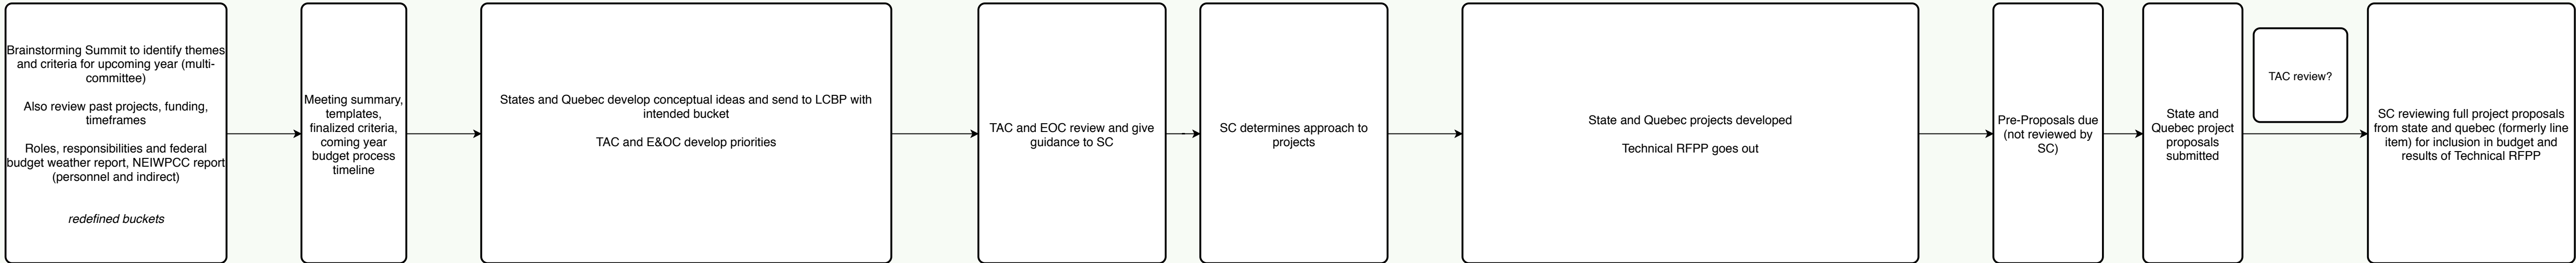 Brainstorming Summit to identify themes
and criteria for upcoming year (multi-
committee)
Also review past projects, funding,
timeframes
Roles, responsibilities and federal
budget weather report, NEIWPCC report
(personnel and indirect)
redefined buckets
Meeting summary,
templates,
finalized criteria,
coming year
budget process
timeline
States and Quebec develop conceptual ideas and send to LCBP with
intended bucket
TAC and E&OC develop priorities
TAC and EOC review and give
guidance to SC
SC determines approach to
projects
State and Quebec projects developed
Technical RFPP goes out
Pre-Proposals due
(not reviewed by
SC)
State and
Quebec project
proposals
submitted
TAC review?
SC reviewing full project proposals
from state and quebec (formerly line
item) for inclusion in budget and
results of Technical RFPP